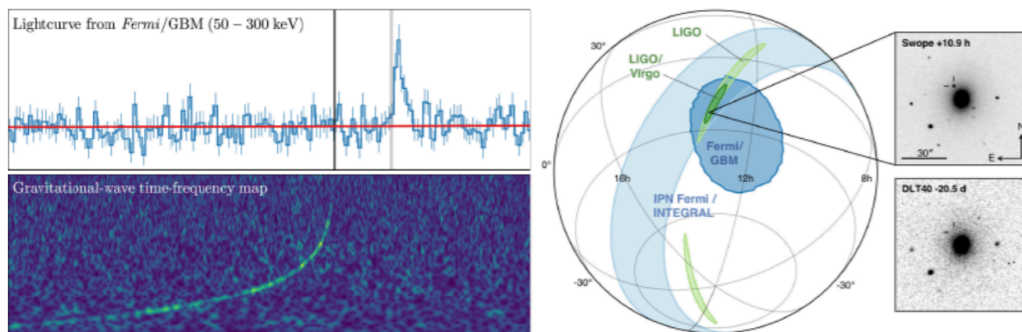 Lightcurve from Fermi/GBM (50 – 300 keV)
Gravitational-wave time-frequency map
30°
LIGO
LIGO/
Virgo
Fermi/
GBM
0°
16h
12h
8h
IPN Fermi /
INTEGRAL
-30°
-30°
Swope +10.9 h
N
30"
E
DLT40 -20.5 d